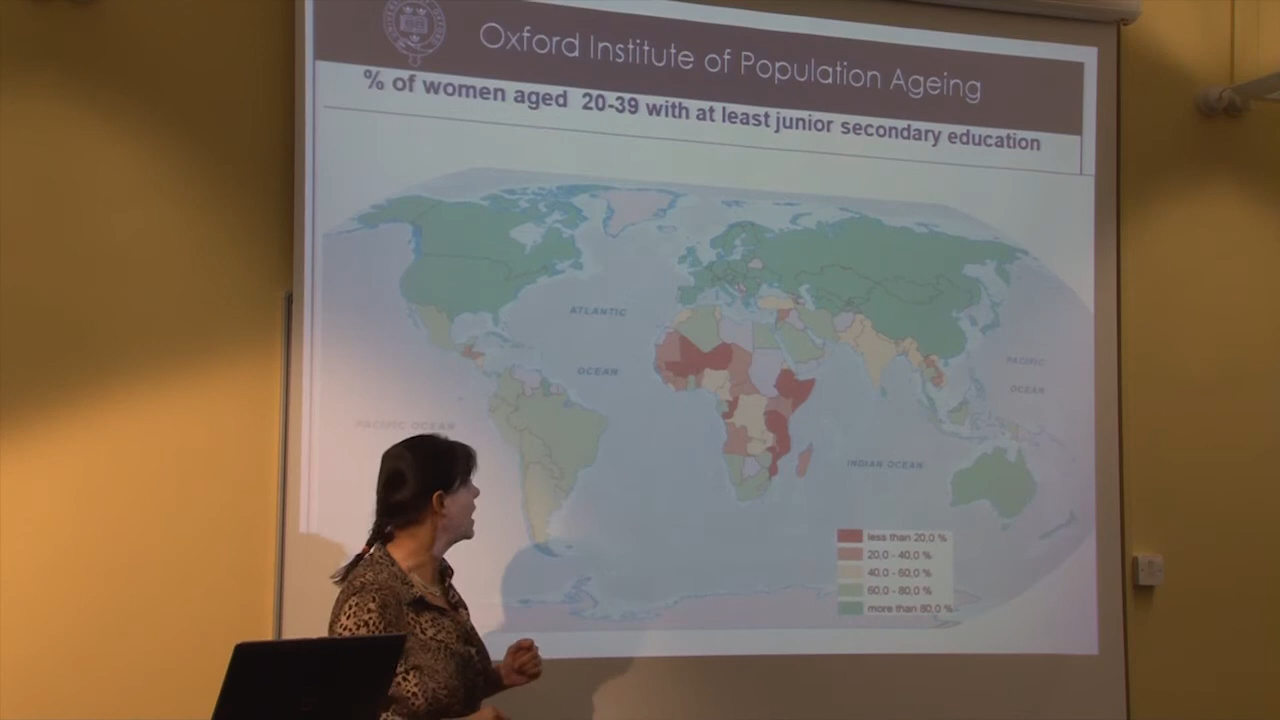 Oxford Institute of Population Ageing
% of women aged 20-39 with at least junior secondary education
ATLANTIC
OCEAN
PACIFIC
OCEAN
PACIFIC OCEAN
INDIAN OCEAN
less than 20,0 %
20,0 - 40,0 %
40,0 - 60,0 %
60,0 - 80,0 %
more than 80,0 %